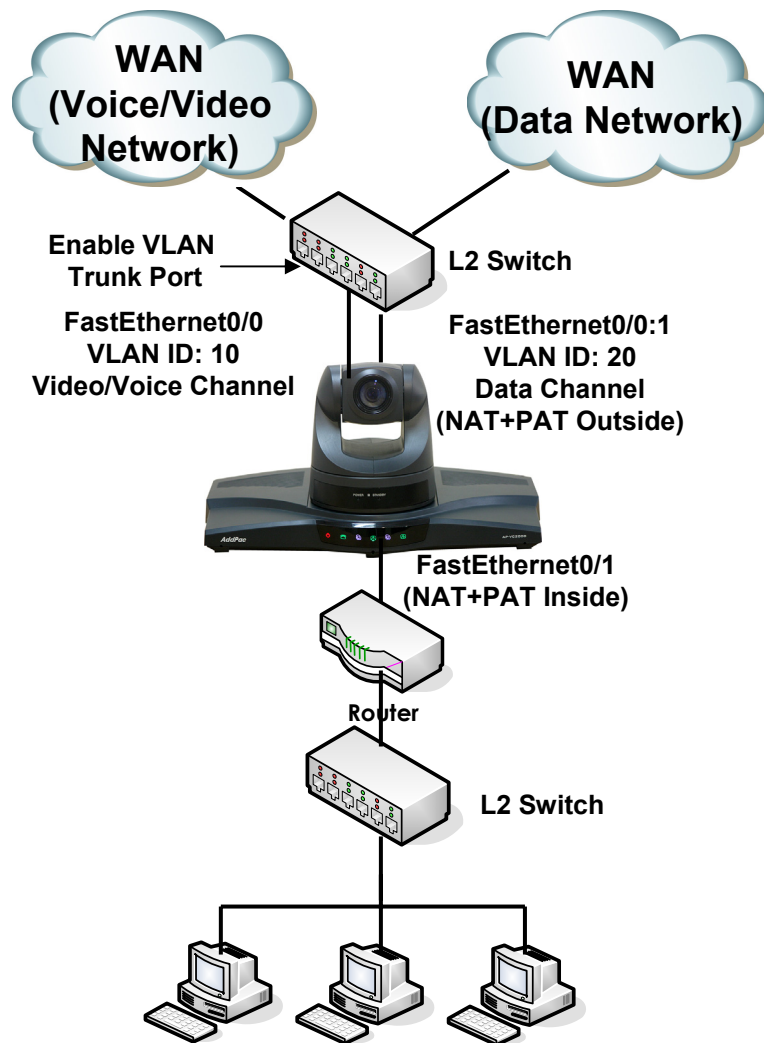 WAN
(Voice/Video
Network)
WAN
(Data Network)
Enable VLAN
Trunk Port
L2 Switch
FastEthernet0/0
VLAN ID: 10
Video/Voice Channel
FastEthernet0/0:1
VLAN ID: 20
Data Channel
(NAT+PAT Outside)
AddPac
FastEthernet0/1
(NAT+PAT Inside)
Router
L2 Switch